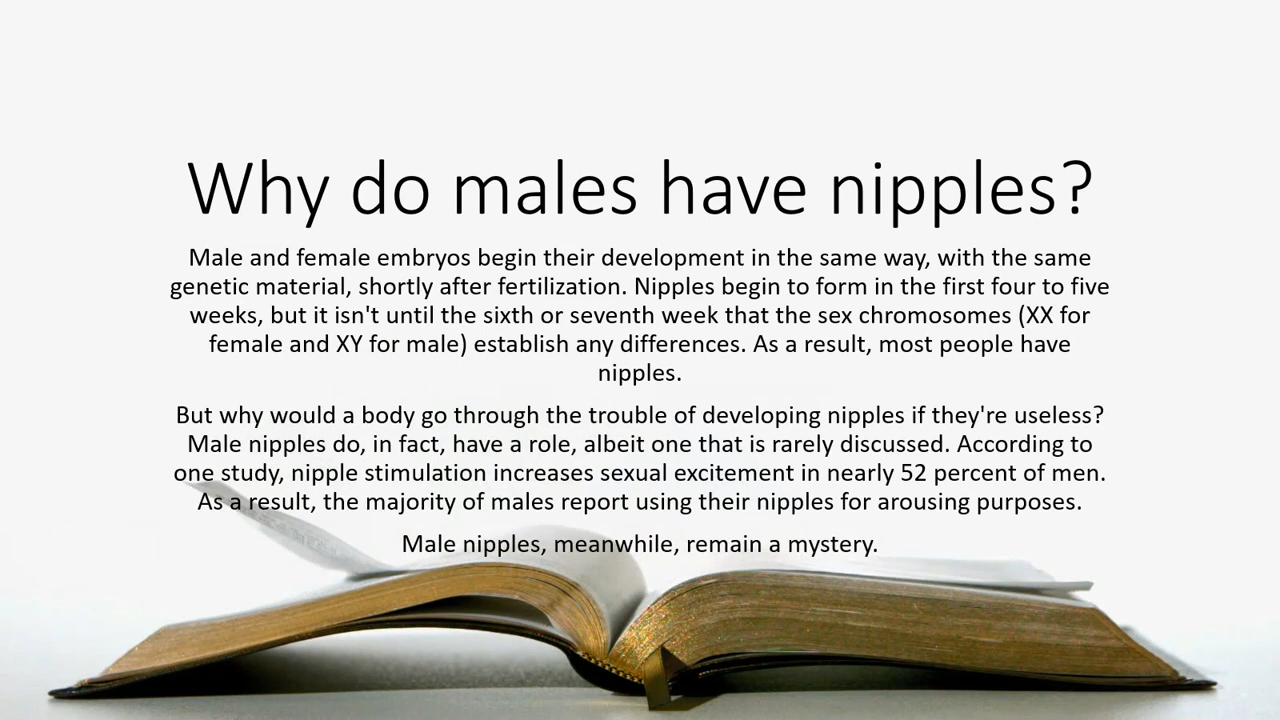 Why do males have nipples?
Male and female embryos begin their development in the same way, with the same
genetic material, shortly after fertilization. Nipples begin to form in the first four to five
weeks, but it isn't until the sixth or seventh week that the sex chromosomes (XX for
female and XY for male) establish any differences. As a result, most people have
nipples.
But why would a body go through the trouble of developing nipples if they're useless?
Male nipples do, in fact, have a role, albeit one that is rarely discussed. According to
one study, nipple stimulation increases sexual excitement in nearly 52 percent of men.
As a result, the majority of males report using their nipples for arousing purposes.
Male nipples, meanwhile, remain a mystery.